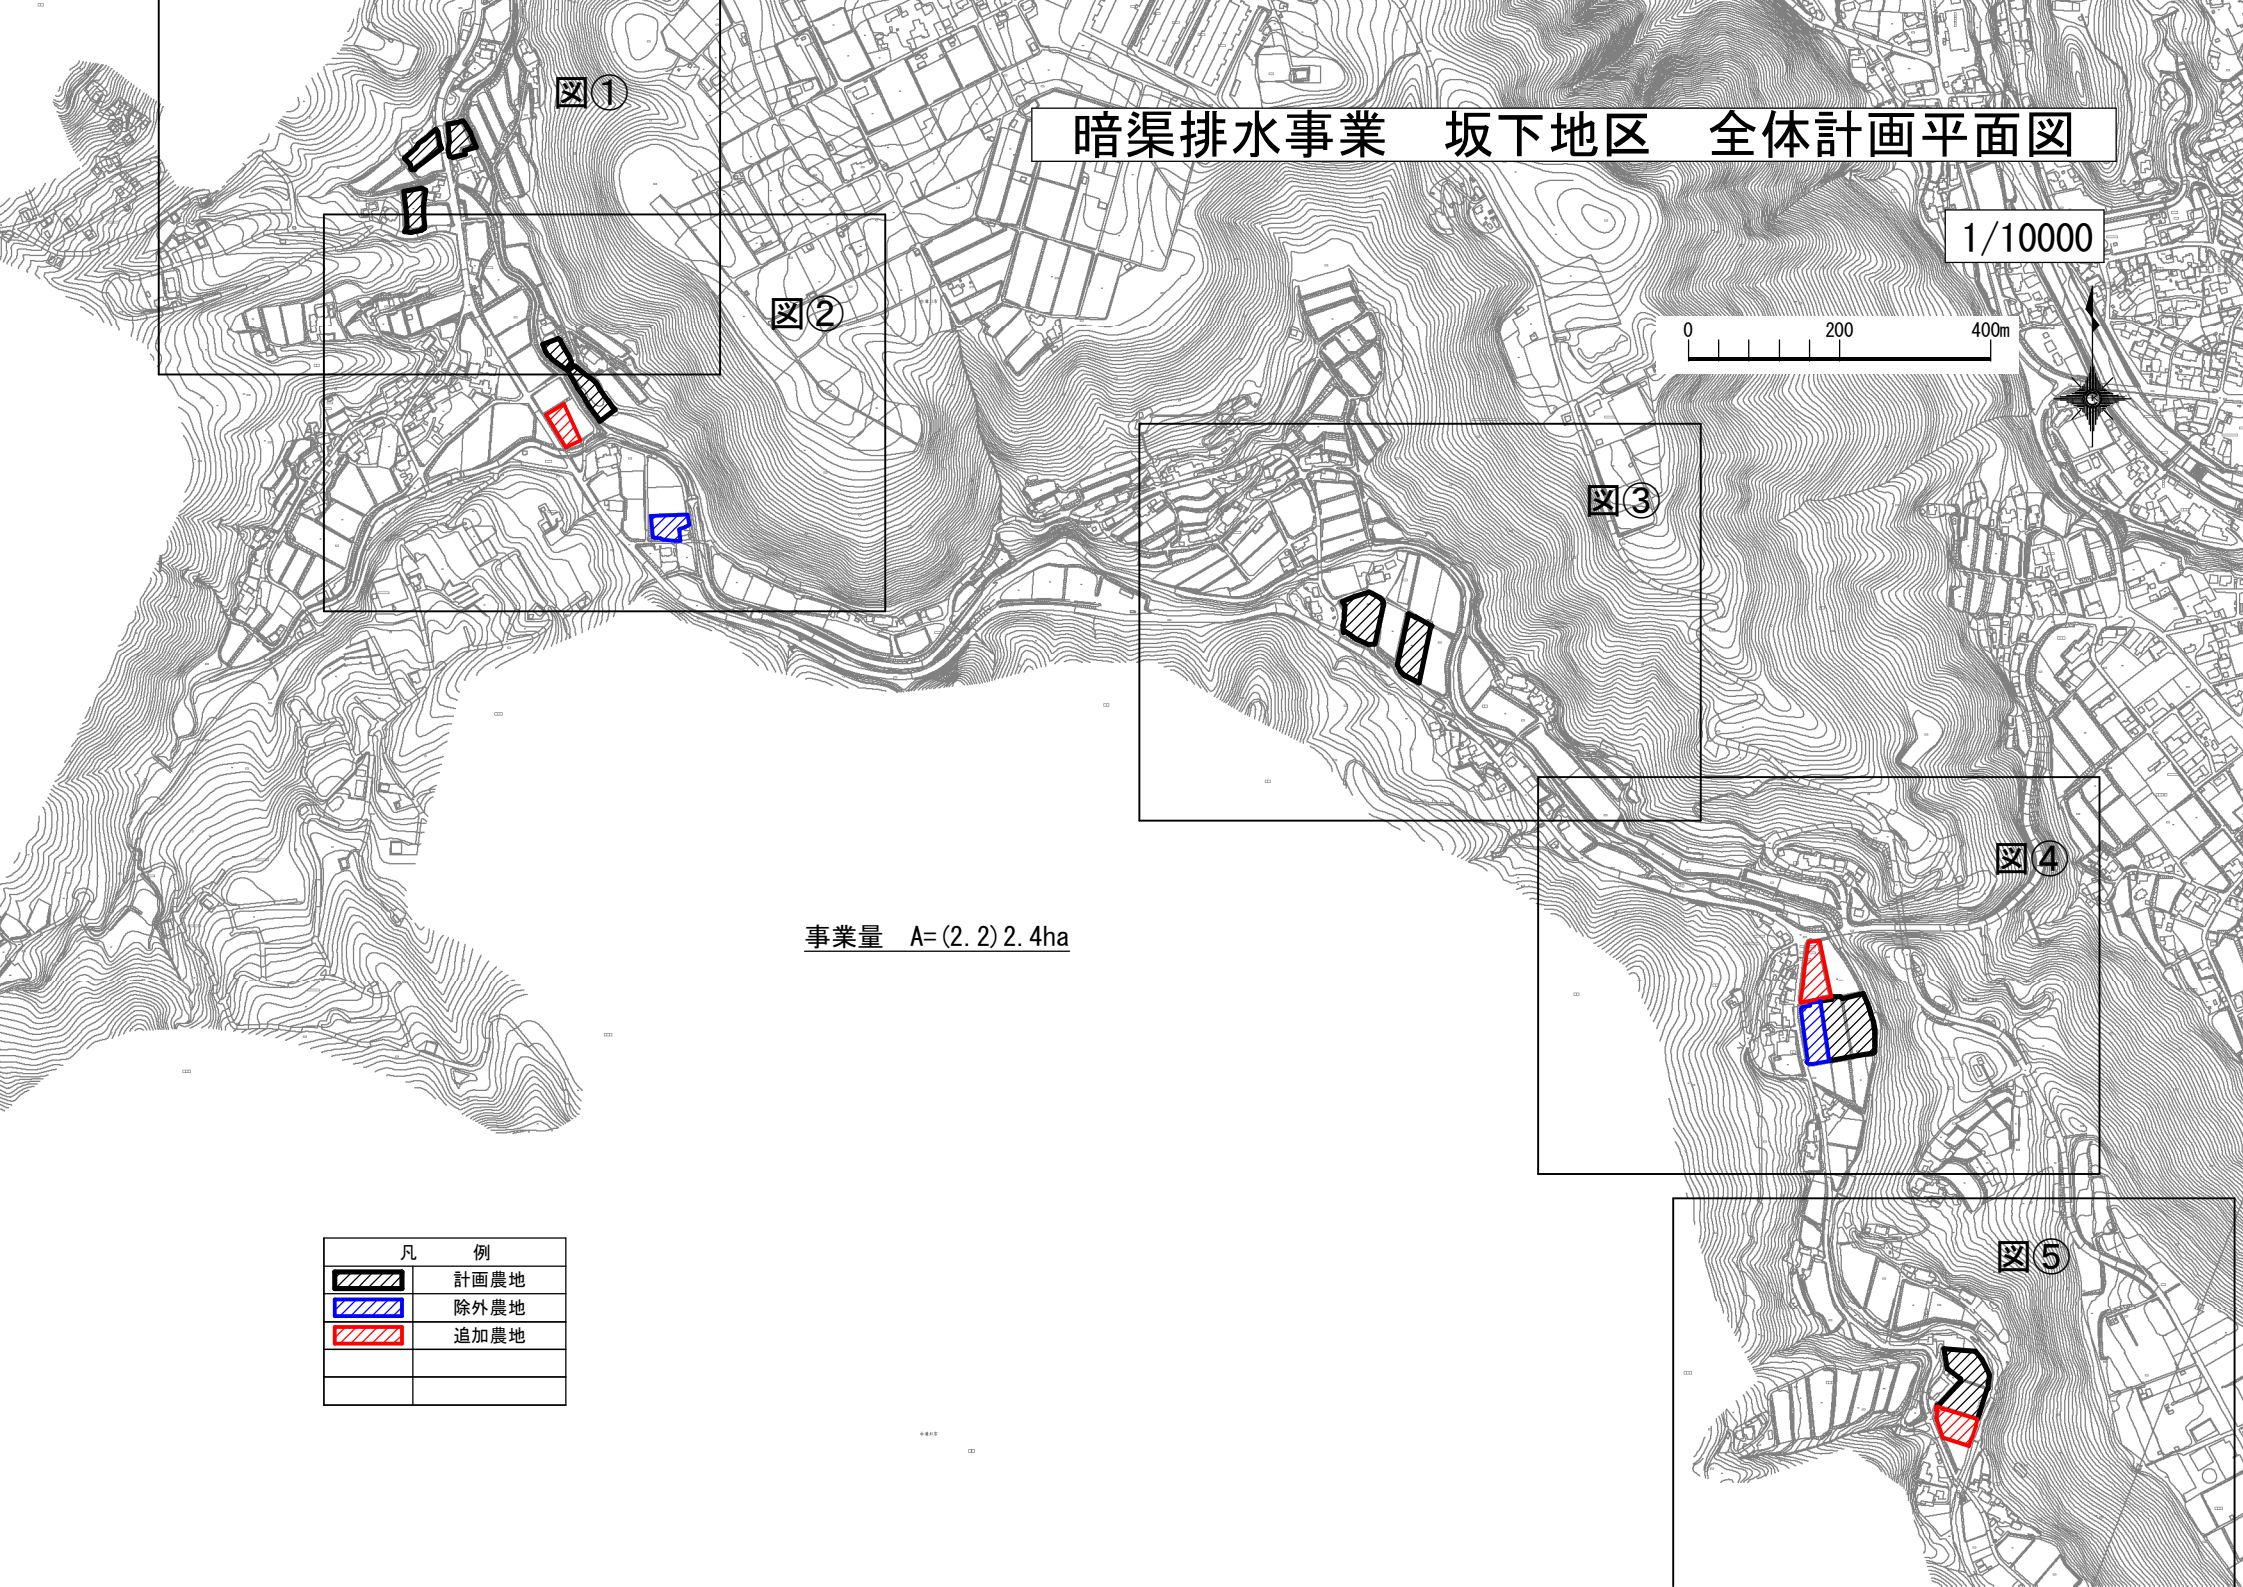 図①
暗渠排水事業　坂下地区　全体計画平面図
1/10000
図②
0 200 400m
図③
図④
事業量　A=(2.2)2.4ha
図⑤
凡　例
計画農地
除外農地
追加農地